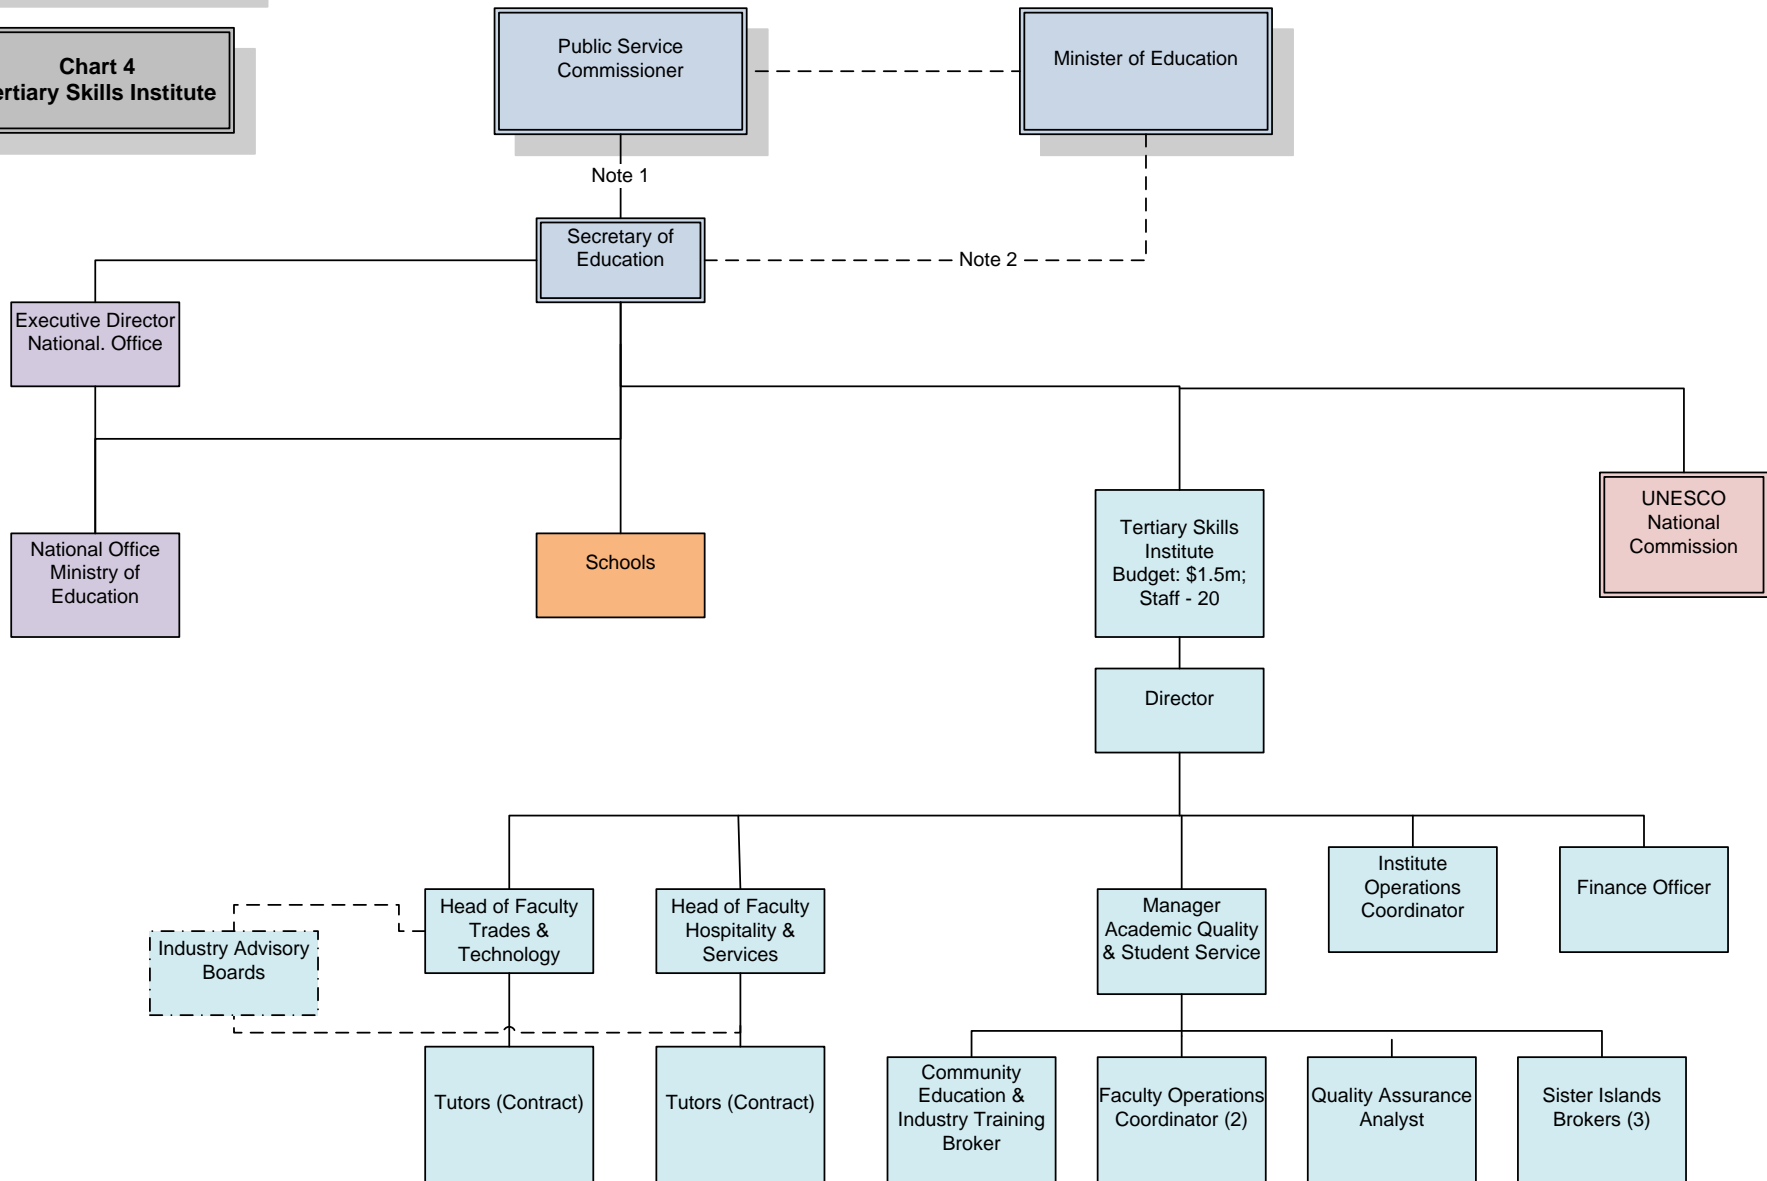 Chart 4
ertiary Skills Institute
Public Service
Commissioner
Minister of Education
Note 1
Secretary of
Education
Note 2
Executive Director
National. Office
National Office
Ministry of
Education
Schools
Tertiary Skills
Institute
Budget: $1.5m;
Staff - 20
UNESCO
National
Commission
Director
Industry Advisory
Boards
Head of Faculty
Trades &
Technology
Head of Faculty
Hospitality &
Services
Manager
Academic Quality
& Student Service
Institute
Operations
Coordinator
Finance Officer
Tutors (Contract)
Tutors (Contract)
Community
Education &
Industry Training
Broker
Faculty Operations
Coordinator (2)
Quality Assurance
Analyst
Sister Islands
Brokers (3)